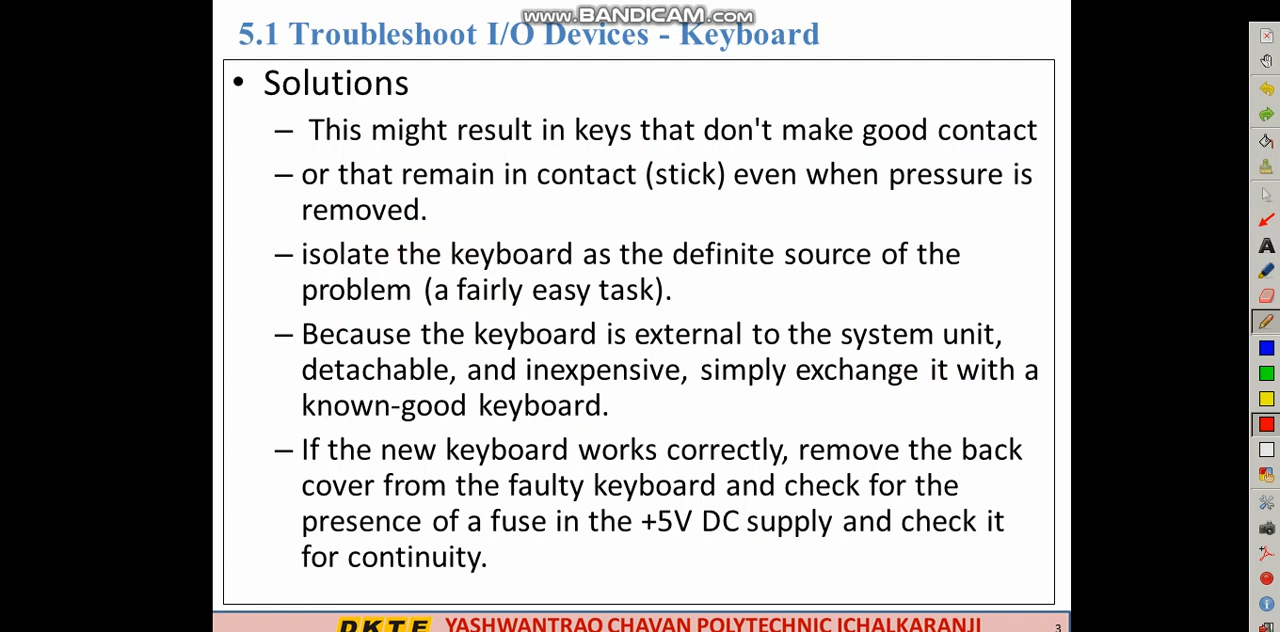 www.BANDICAM.com
5.1 Troubleshoot I/O Devices - Keyboard
• Solutions
– This might result in keys that don't make good contact
– or that remain in contact (stick) even when pressure is
removed.
– isolate the keyboard as the definite source of the
problem (a fairly easy task).
– Because the keyboard is external to the system unit,
detachable, and inexpensive, simply exchange it with a
known-good keyboard.
– If the new keyboard works correctly, remove the back
cover from the faulty keyboard and check for the
presence of a fuse in the +5V DC supply and check it
for continuity.
DKTE YASHWANTRAO CHAVAN POLYTECHNIC ICHALKARANJI 3